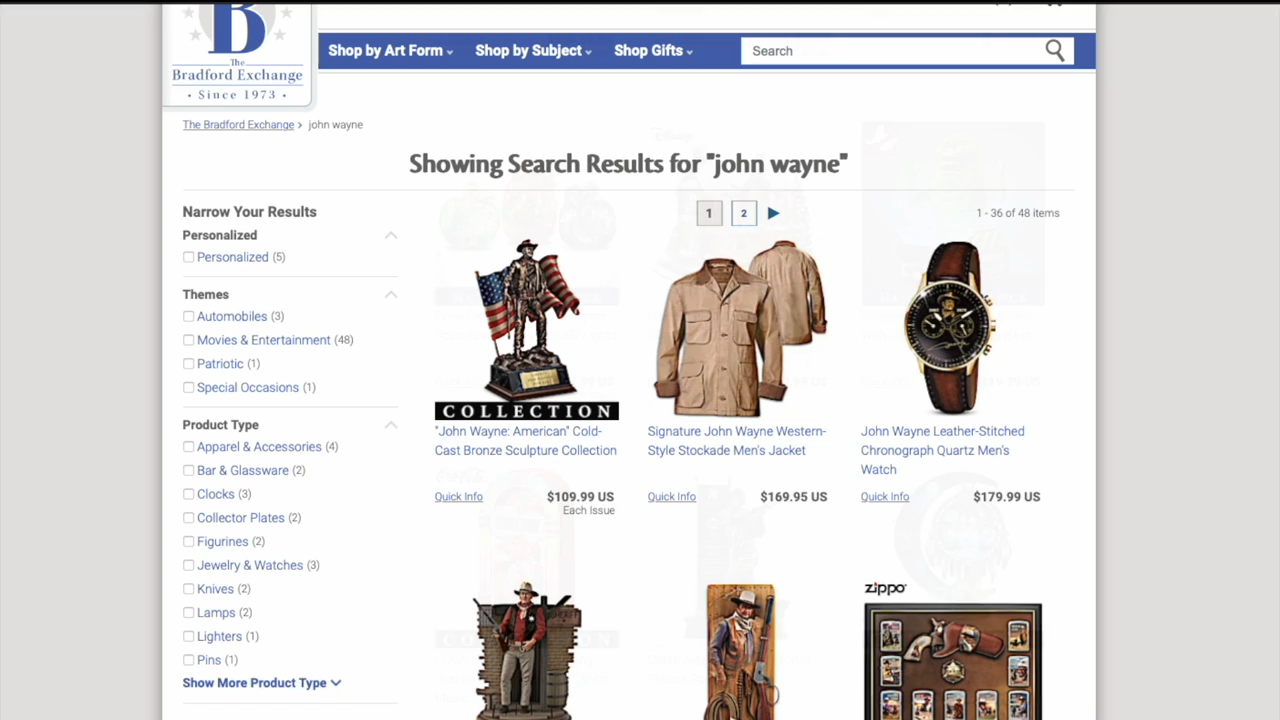 B
The
Bradford Exchange
• Since 1973 •
Shop by Art Form
Shop by Subject
Shop Gifts
Search
The Bradford Exchange › john wayne
Showing Search Results for "john wayne"
Narrow Your Results
Personalized
Personalized (5)
Themes
Automobiles (3)
Movies & Entertainment (48)
Patriotic (1)
Special Occasions (1)
Product Type
Apparel & Accessories (4)
Bar & Glassware (2)
Clocks (3)
Collector Plates (2)
Figurines (2)
Jewelry & Watches (3)
Knives (2)
Lamps (2)
Lighters (1)
Pins (1)
Show More Product Type
1 2
1 - 36 of 48 items
COLLECTION
"John Wayne: American" Cold-
Cast Bronze Sculpture Collection
Quick Info
$109.99 US
Each Issue
Signature John Wayne Western-
Style Stockade Men's Jacket
Quick Info
$169.95 US
John Wayne Leather-Stitched
Chronograph Quartz Men's
Watch
Quick Info
$179.99 US
zippo